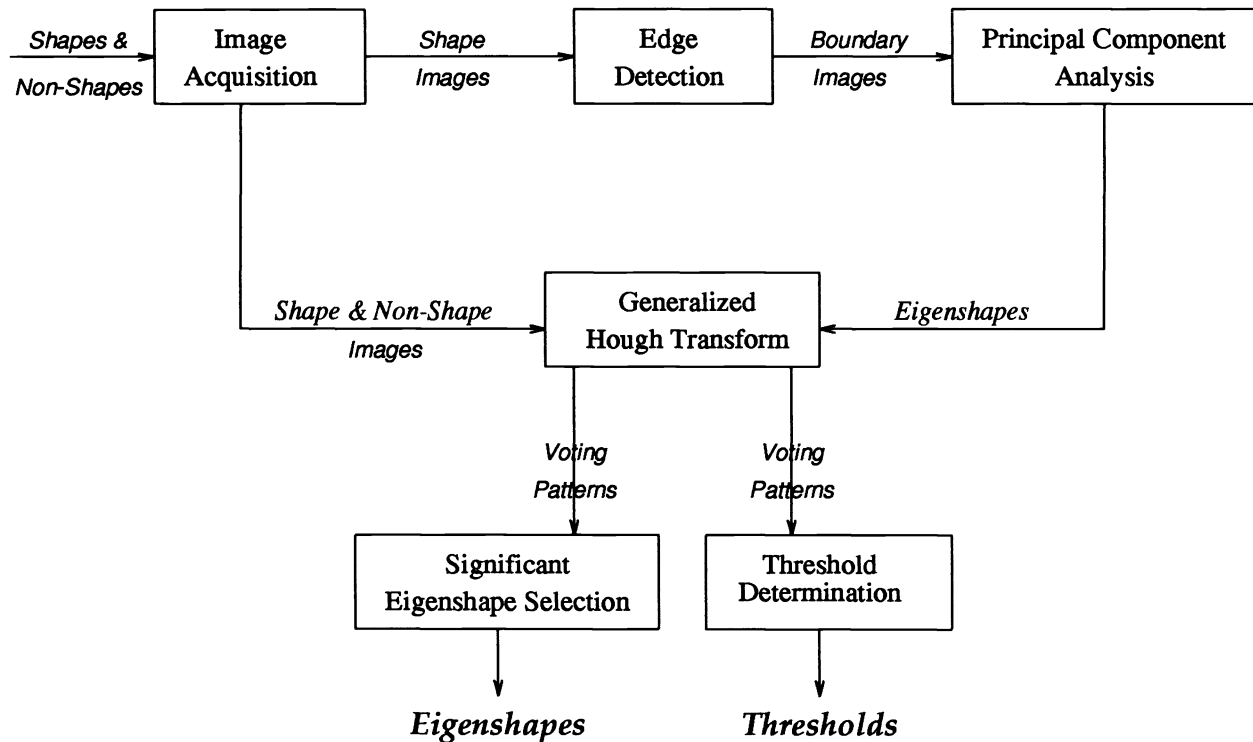 Shapes &
Non-Shapes
Image
Acquisition
Shape
Images
Edge
Detection
Boundary
Images
Principal Component
Analysis
Shape & Non-Shape
Images
Generalized
Hough Transform
Eigenshapes
Voting
Patterns
Voting
Patterns
Significant
Eigenshape Selection
Threshold
Determination
Eigenshapes
Thresholds